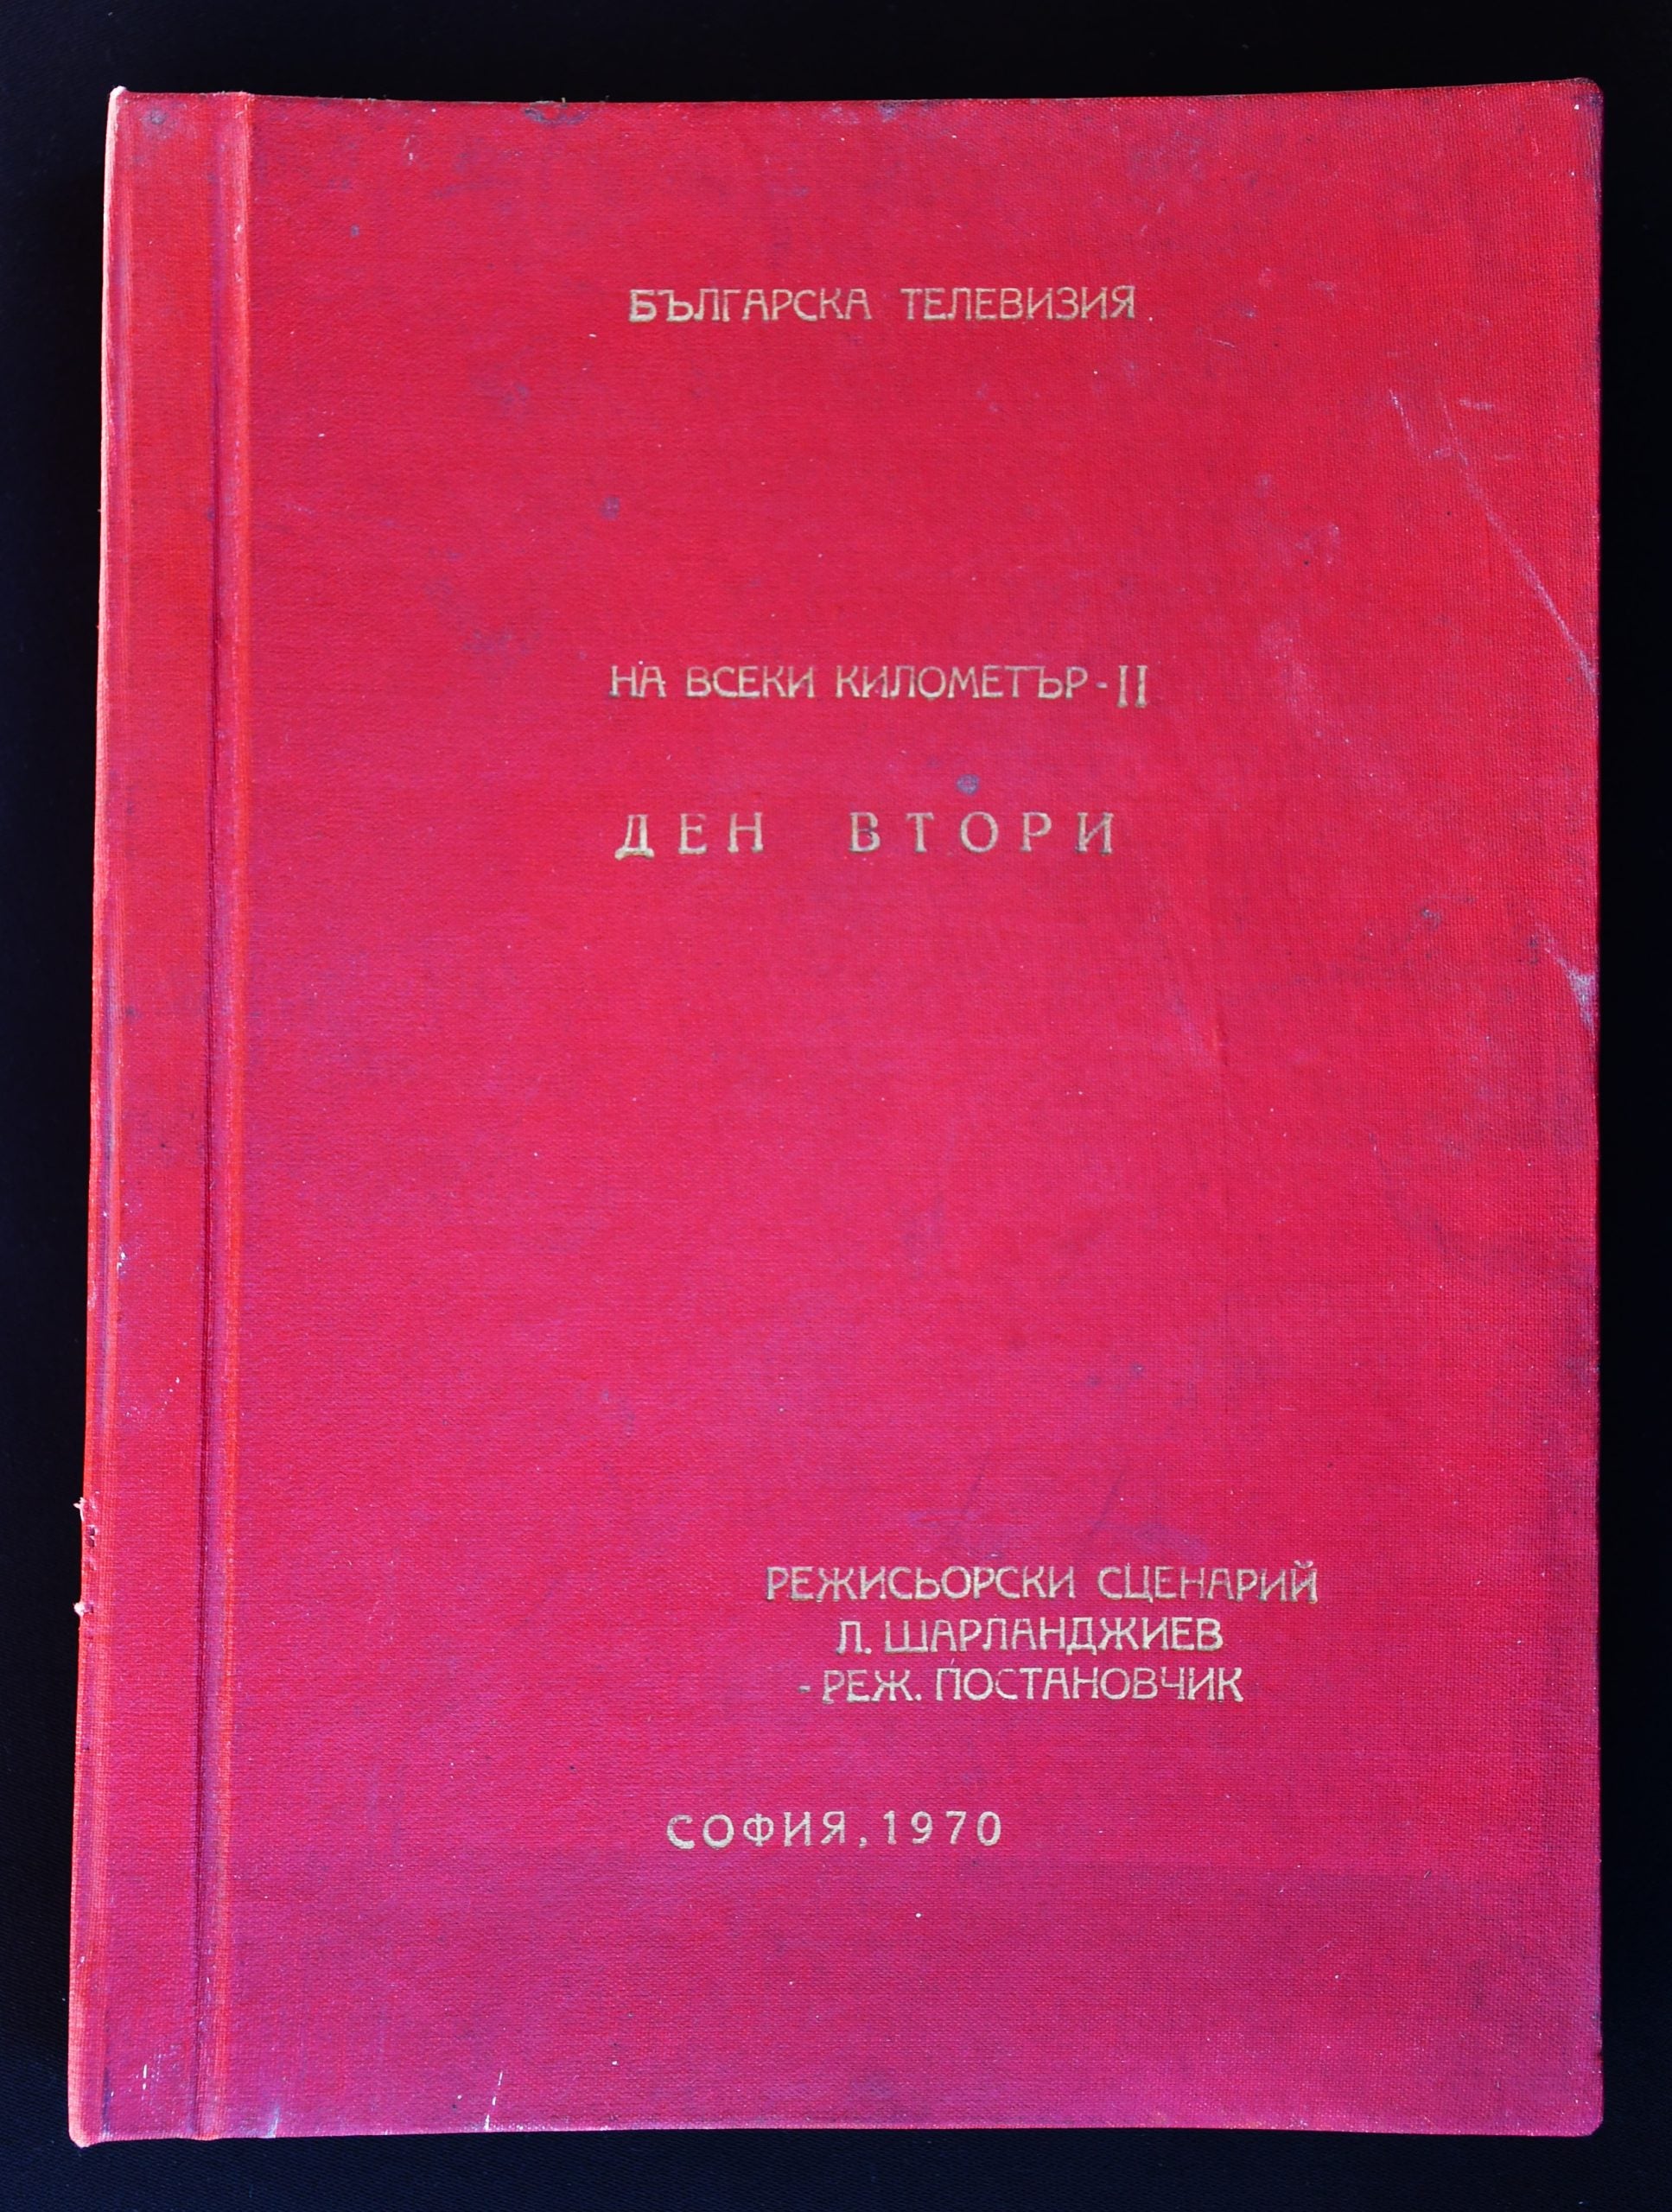 БЪЛГАРСКА ТЕЛЕВИЗИЯ
НА ВСЕКИ КИЛОМЕТЪР - II
ДЕН ВТОРИ
РЕЖИСЬОРСКИ СЦЕНАРИЙ
Л. ШАРЛАНДЖИЕВ
- РЕЖ. ПОСТАНОВЧИК
СОФИЯ, 1970